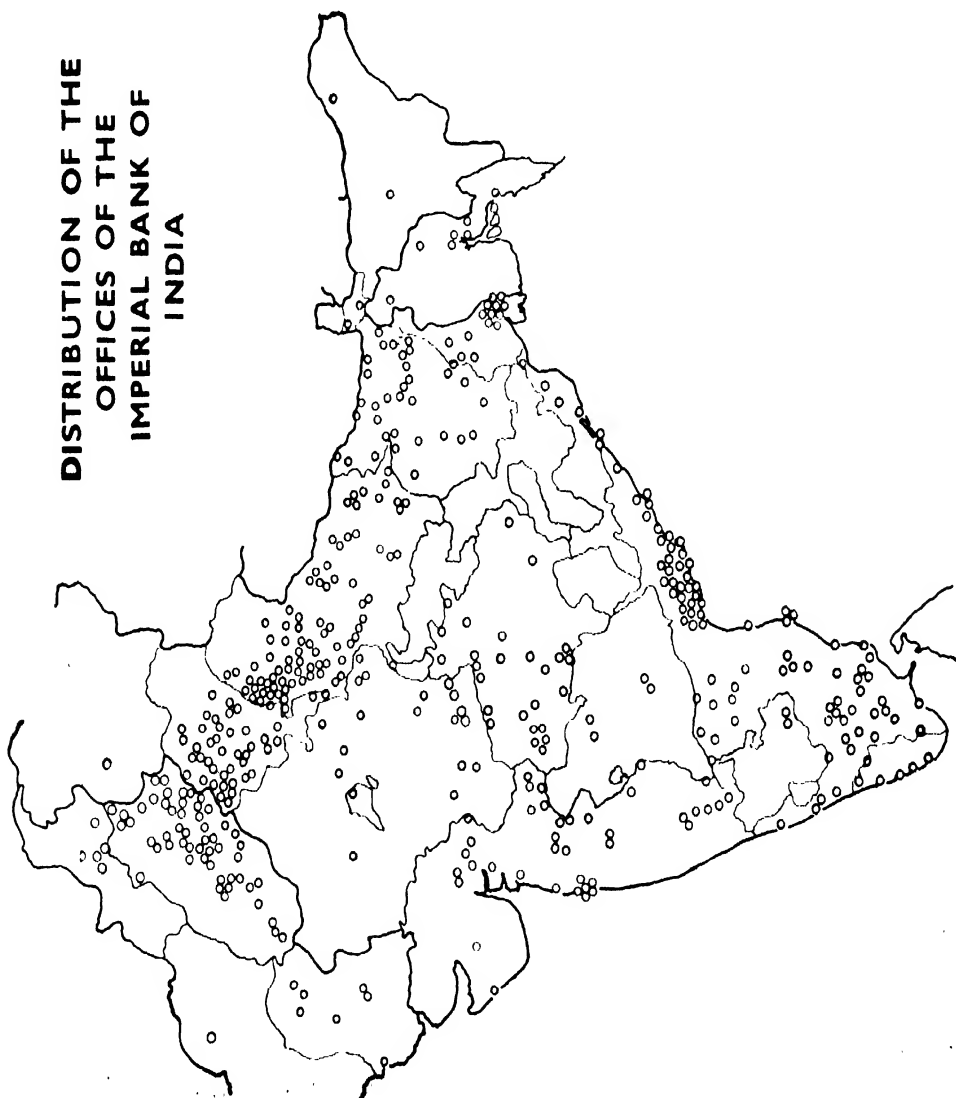 DISTRIBUTION OF THE
OFFICES OF THE
IMPERIAL BANK OF
INDIA